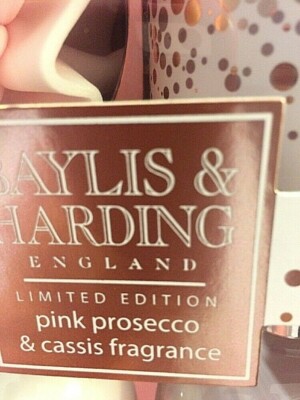 BAYLIS &
HARDING
ENGLAND
LIMITED EDITION
pink prosecco
& cassis fragrance